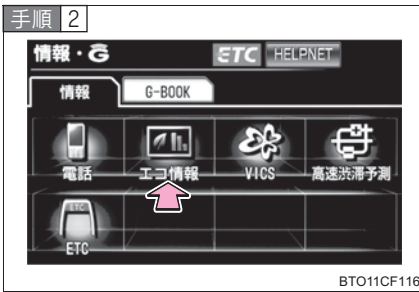 手順 2
情報・G ETC HELPNET
情報 G-BOOK
電話 エコ情報 VICS 高速渋滞予測
ETC
ETC
BTO11CF116